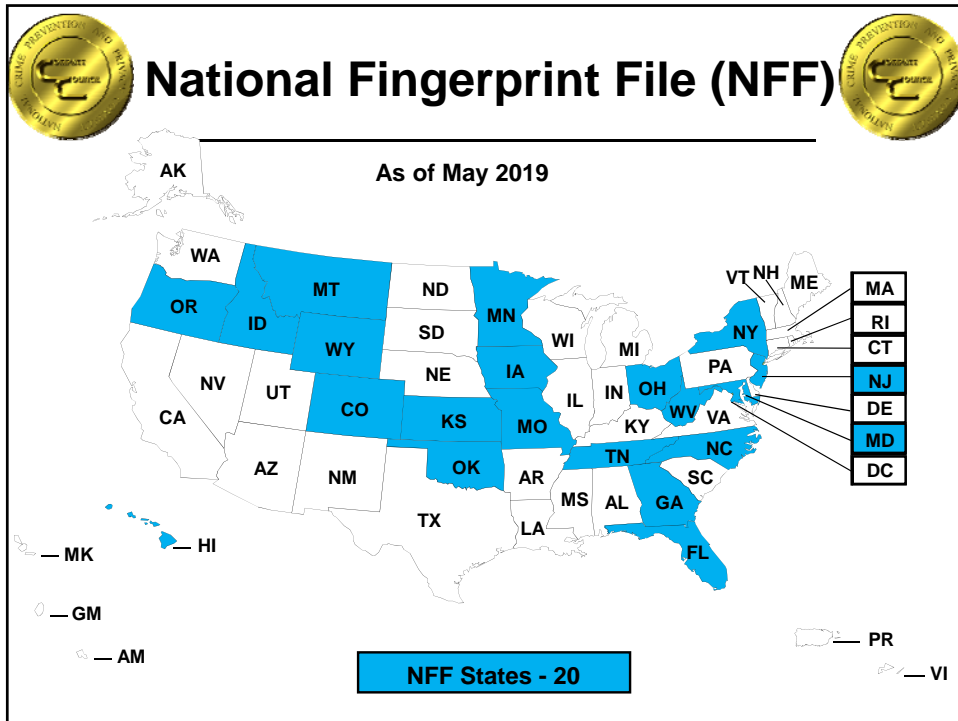 National Fingerprint File (NFF)
As of May 2019
AK
WA
OR
ID
MT
ND
MN
WI
MI
VT
NH
ME
MA
RI
CT
NJ
DE
MD
DC
NY
PA
SD
WY
NE
IA
IL
IN
OH
WV
VA
KY
NV
UT
CO
KS
MO
CA
AZ
NM
OK
AR
TN
NC
SC
MS
AL
GA
TX
LA
FL
HI
MK
GM
AM
PR
VI
NFF States - 20